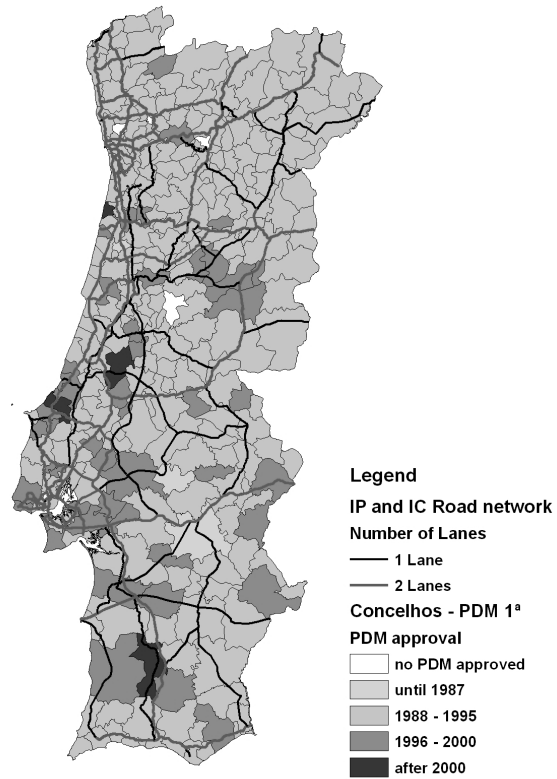 Legend
IP and IC Road network
Number of Lanes
1 Lane
2 Lanes
Concelhos - PDM 1ª
PDM approval
no PDM approved
until 1987
1988 - 1995
1996 - 2000
after 2000